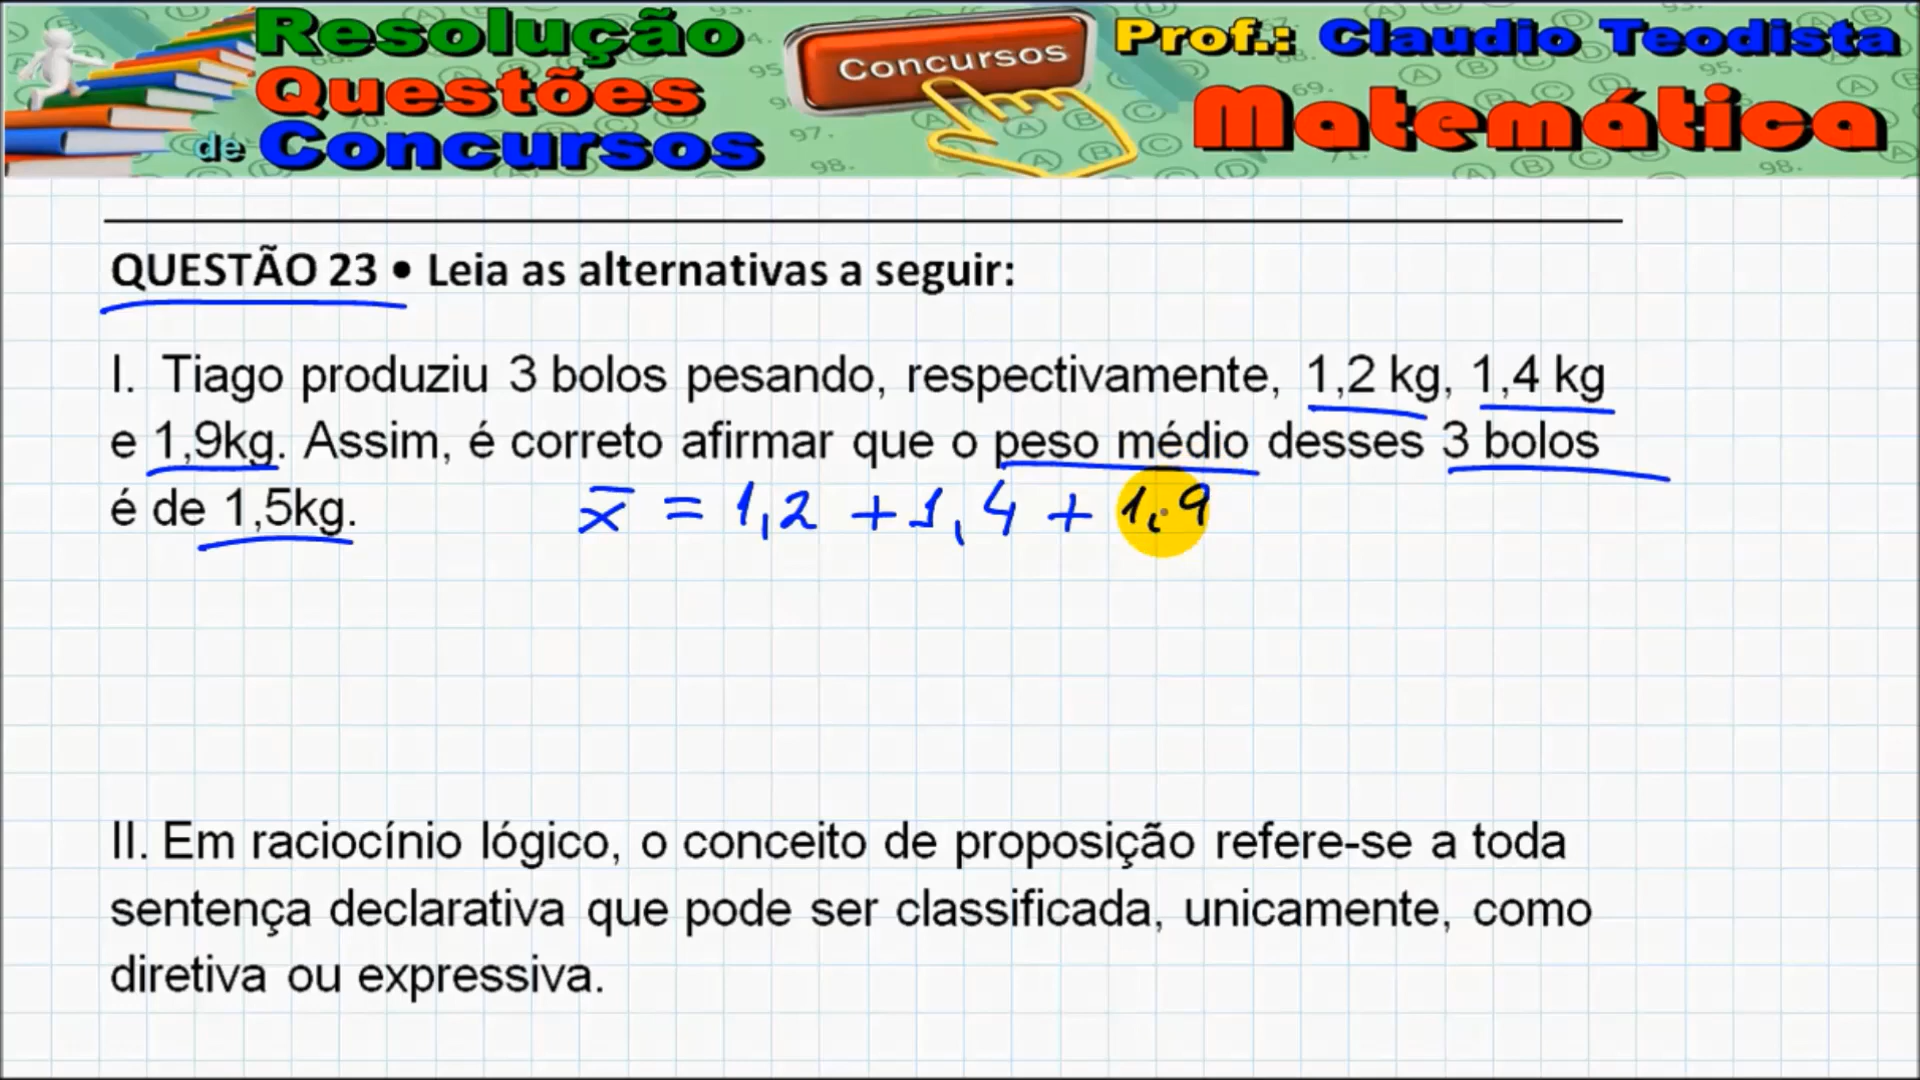 Resolução
Questões
de Concursos
Concursos
Prof.: Claudio Teodista
Matemática
QUESTÃO 23 • Leia as alternativas a seguir:
I. Tiago produziu 3 bolos pesando, respectivamente, 1,2 kg, 1,4 kg
e 1,9kg. Assim, é correto afirmar que o peso médio desses 3 bolos
é de 1,5kg.
x̄ = 1,2 + 1,4 + 1,9
II. Em raciocínio lógico, o conceito de proposição refere-se a toda
sentença declarativa que pode ser classificada, unicamente, como
diretiva ou expressiva.